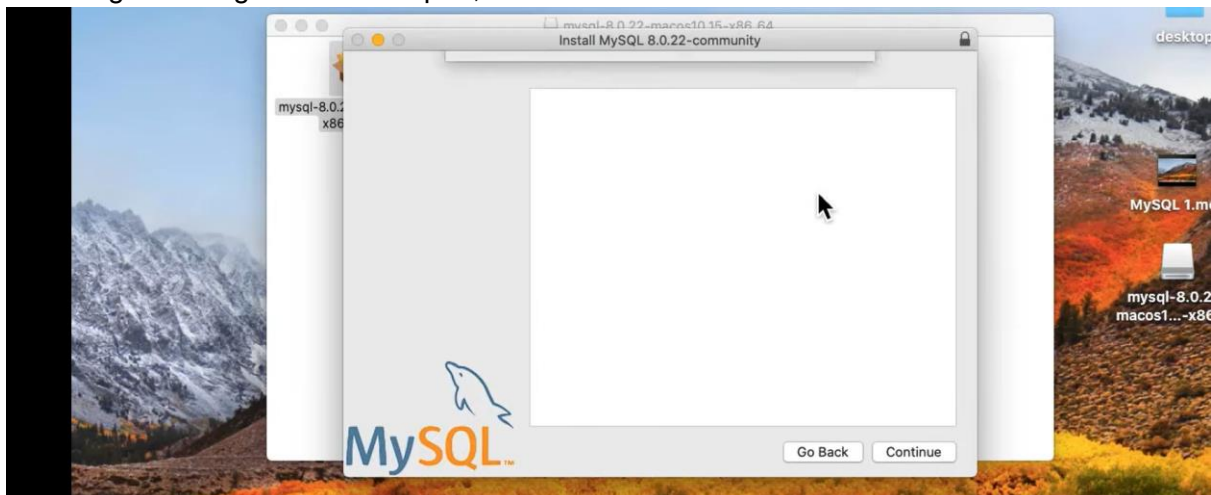 mysql-8.0.22-macos10.15-x86_64
Install MySQL 8.0.22-community
desktop
mysql-8.0.2
x86
MySQL 1.m
mysql-8.0.2
macos1...-x86
MySQL
Go Back
Continue